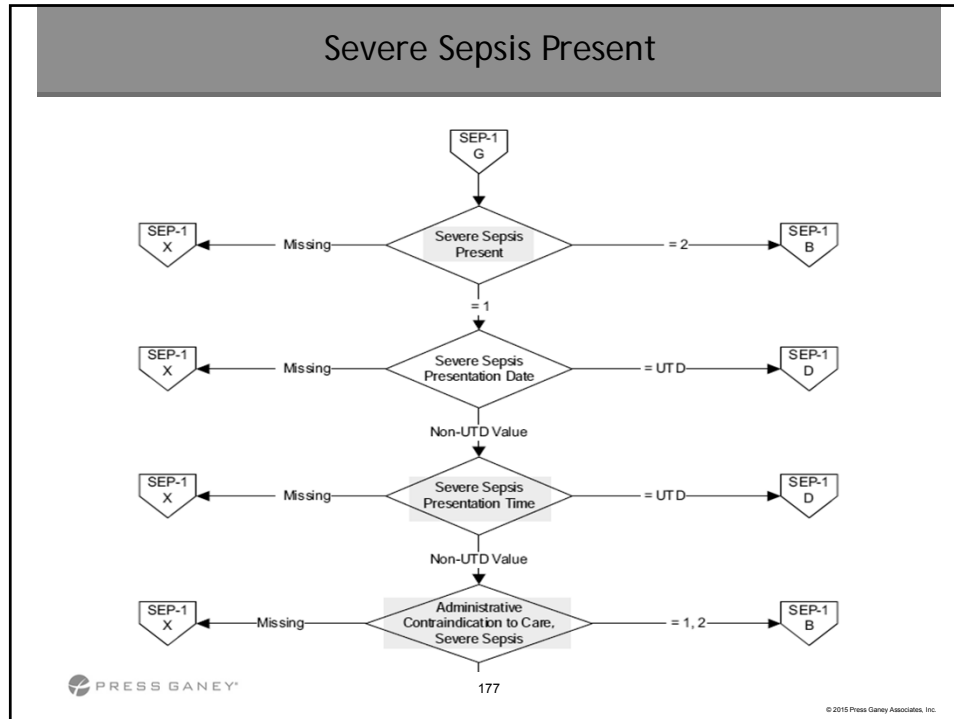 Severe Sepsis Present
SEP-1
G
SEP-1
X
Missing
Severe Sepsis
Present
= 2
SEP-1
B
= 1
SEP-1
X
Missing
Severe Sepsis
Presentation Date
= UTD
SEP-1
D
Non-UTD Value
SEP-1
X
Missing
Severe Sepsis
Presentation Time
= UTD
SEP-1
D
Non-UTD Value
SEP-1
X
Missing
Administrative
Contraindication to Care,
Severe Sepsis
= 1, 2
SEP-1
B
PRESS GANEY®
177
© 2015 Press Ganey Associates, Inc.